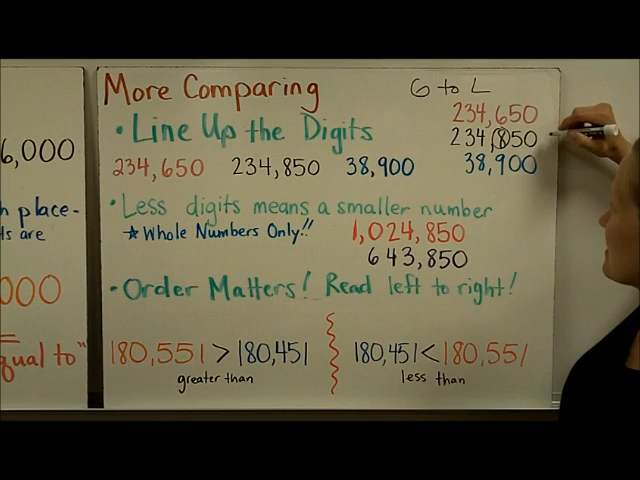 6,000
h place-
ts are
000
equal to"
More Comparing
G to L
• Line Up the Digits
234,650
234,850
38,900
234,650 234,850 38,900
• Less digits means a smaller number
★ Whole Numbers Only!!
1,024,850
643,850
• Order Matters! Read left to right!
180,551 > 180,451
greater than
180,451 < 180,551
less than